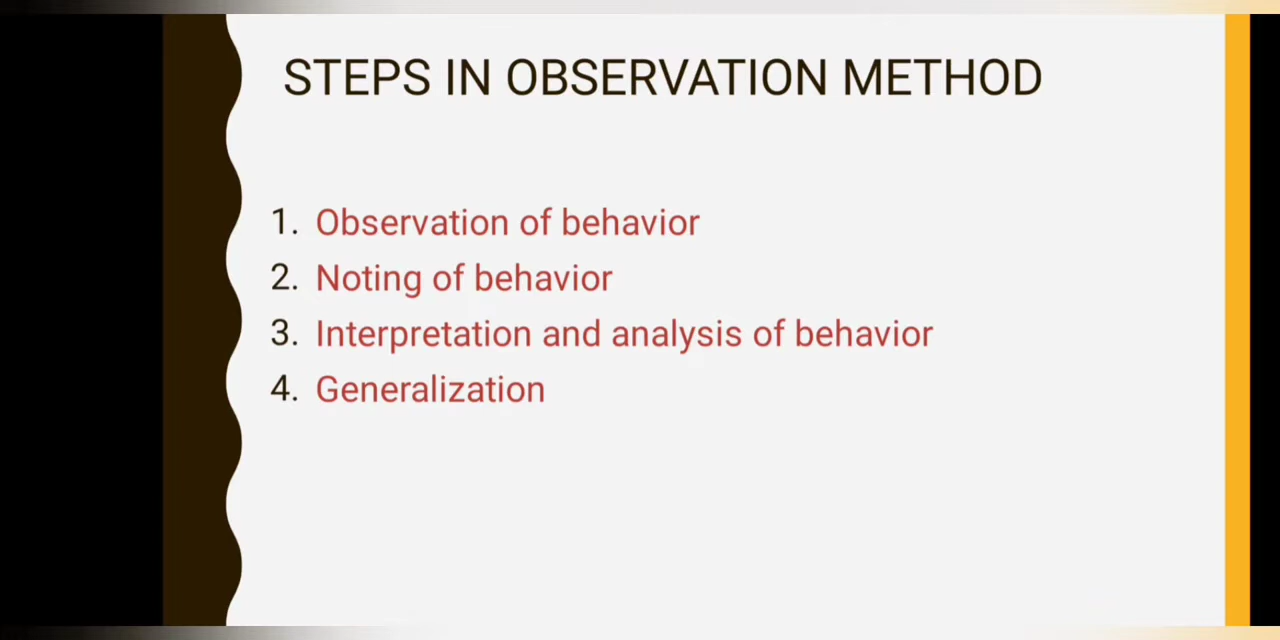 STEPS IN OBSERVATION METHOD
1. Observation of behavior
2. Noting of behavior
3. Interpretation and analysis of behavior
4. Generalization